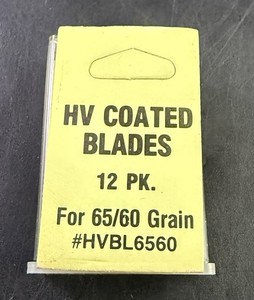 HV COATED
BLADES
12 PK.
For 65/60 Grain
#HVBL6560